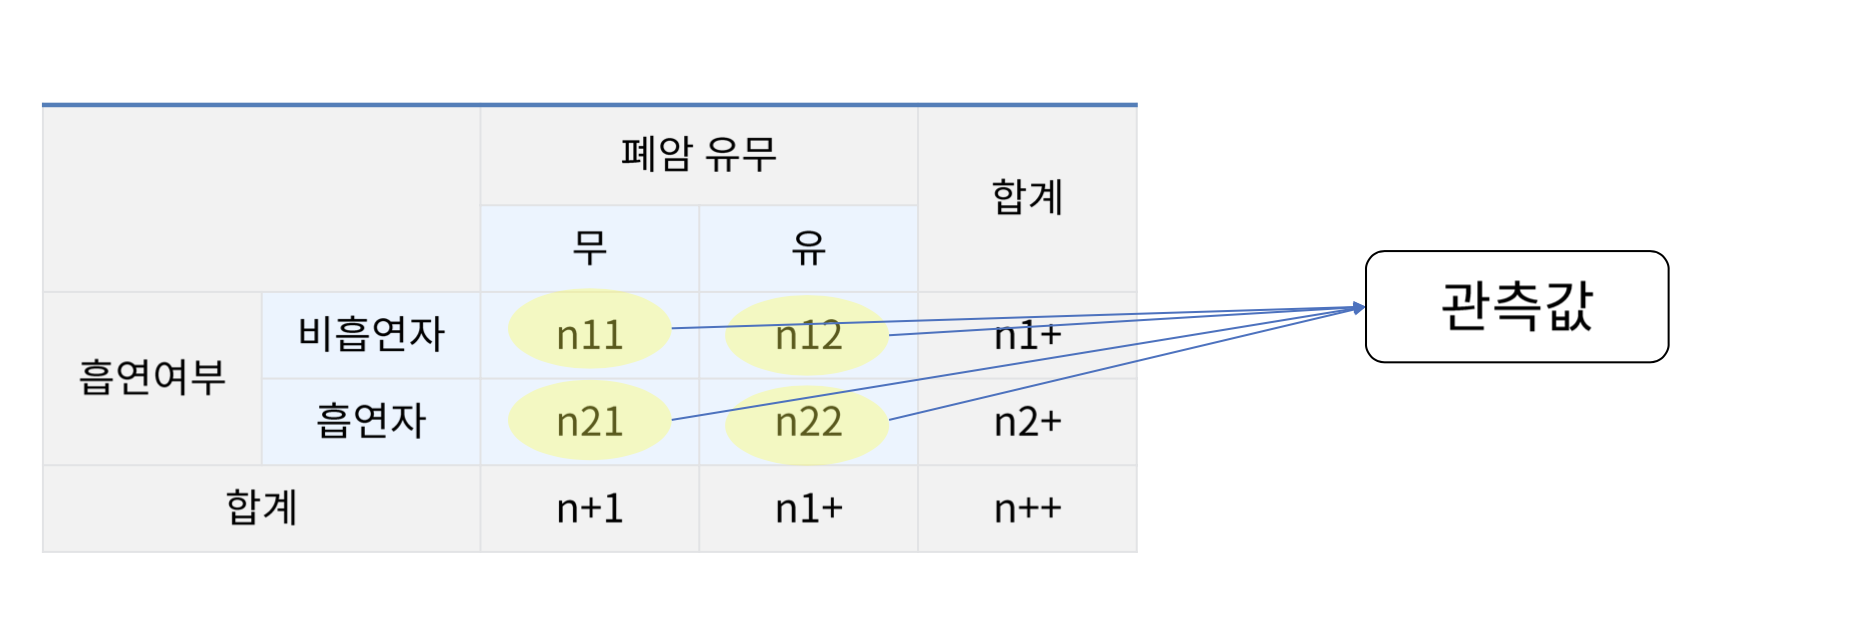 폐암 유무
합계
무
유
흡연여부
비흡연자
n11
n12
n1+
흡연자
n21
n22
n2+
합계
n+1
n1+
n++
관측값